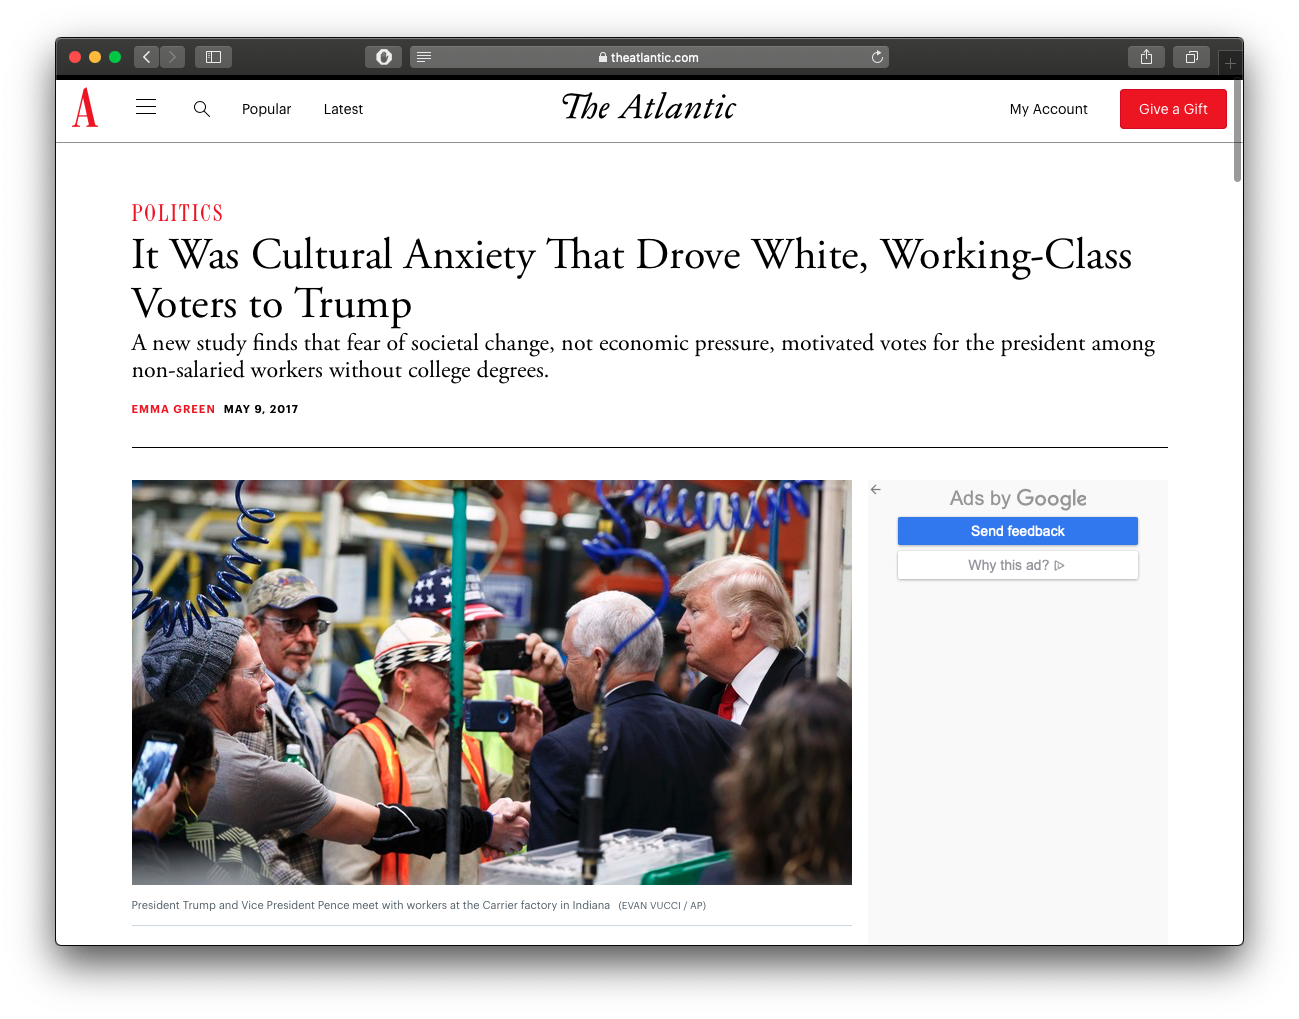 theatlantic.com
A
Popular
Latest
The Atlantic
My Account
Give a Gift
POLITICS
It Was Cultural Anxiety That Drove White, Working-Class
Voters to Trump
A new study finds that fear of societal change, not economic pressure, motivated votes for the president among
non-salaried workers without college degrees.
EMMA GREEN MAY 9, 2017
Ads by Google
Send feedback
Why this ad?
President Trump and Vice President Pence meet with workers at the Carrier factory in Indiana (EVAN VUCCI / AP)